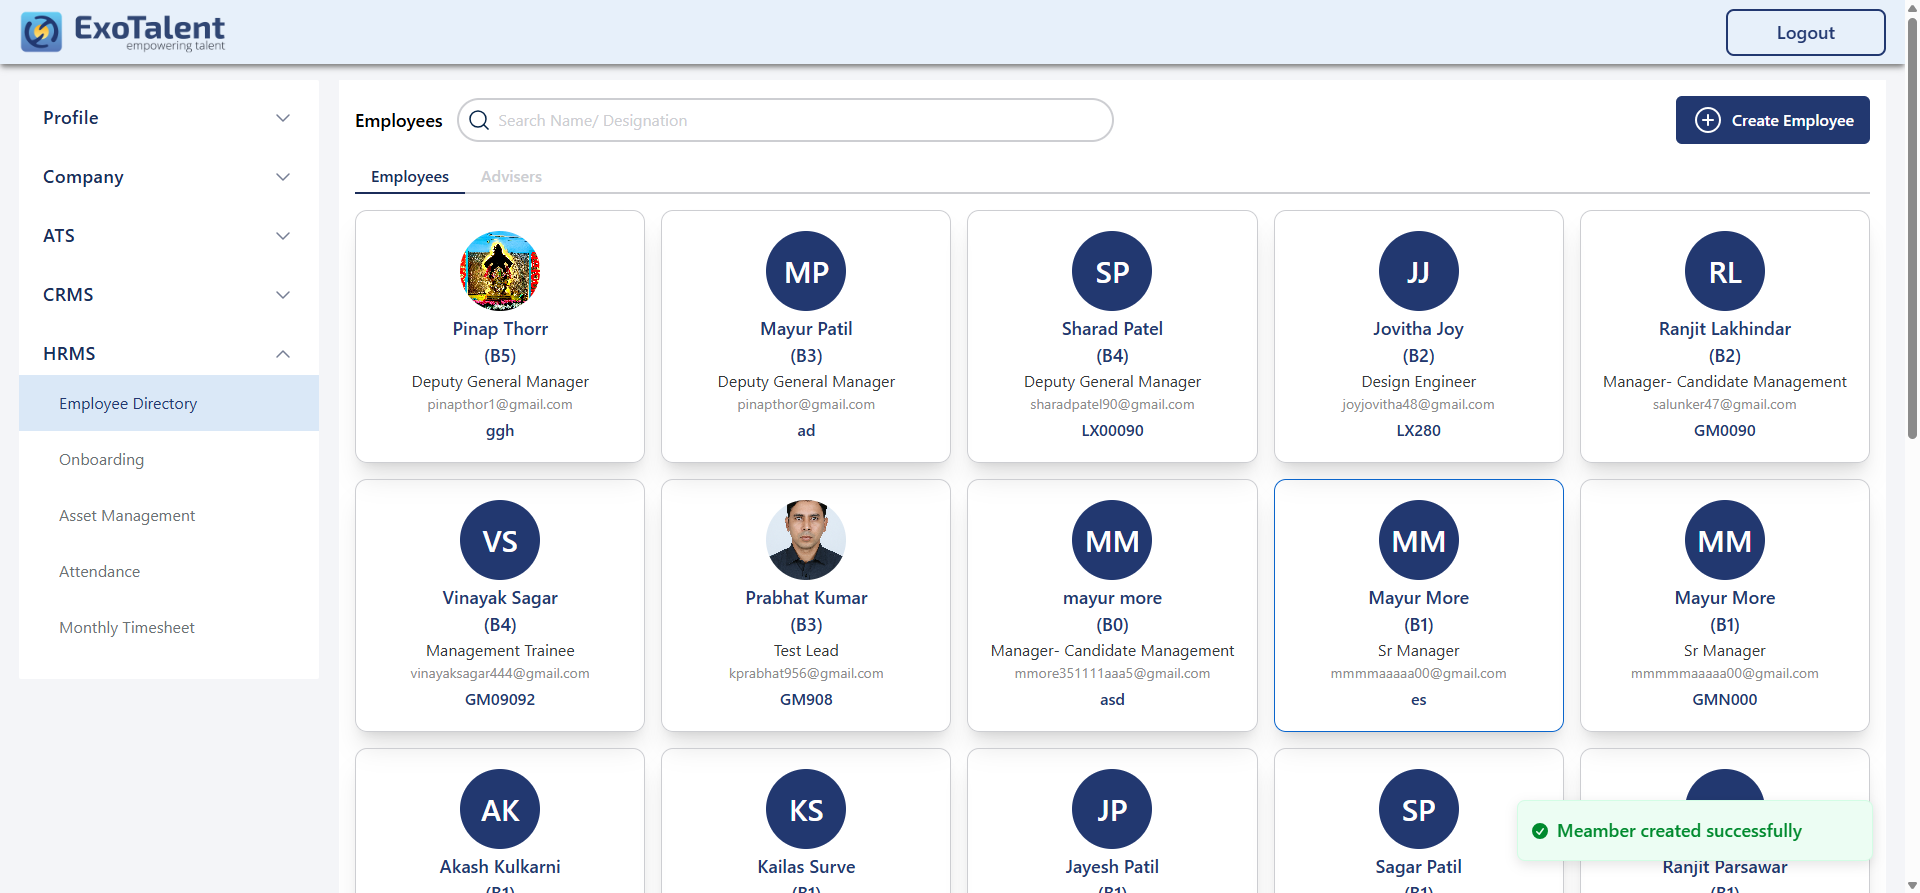 ExoTalent
empowering talent
Logout
Profile
Company
ATS
CRMS
HRMS
Employee Directory
Onboarding
Asset Management
Attendance
Monthly Timesheet
Employees
Search Name/ Designation
Create Employee
Employees
Advisers
Pinap Thorr
(B5)
Deputy General Manager
pinapthor1@gmail.com
ggh
MP
Mayur Patil
(B3)
Deputy General Manager
pinapthor@gmail.com
ad
SP
Sharad Patel
(B4)
Deputy General Manager
sharadpatel90@gmail.com
LX00090
JJ
Jovitha Joy
(B2)
Design Engineer
joyjovitha48@gmail.com
LX280
RL
Ranjit Lakhindar
(B2)
Manager- Candidate Management
salunker47@gmail.com
GM0090
VS
Vinayak Sagar
(B4)
Management Trainee
vinayaksagar444@gmail.com
GM09092
Prabhat Kumar
(B3)
Test Lead
kprabhat956@gmail.com
GM908
MM
mayur more
(B0)
Manager- Candidate Management
mmore351111aaa5@gmail.com
asd
MM
Mayur More
(B1)
Sr Manager
mmmmaaaaa00@gmail.com
es
MM
Mayur More
(B1)
Sr Manager
mmmmmaaaaa00@gmail.com
GMN000
AK
Akash Kulkarni
(B1)
KS
Kailas Surve
(B1)
JP
Jayesh Patil
(B1)
SP
Sagar Patil
(B1)
Ranjit Parsawar
(B1)
Meamber created successfully